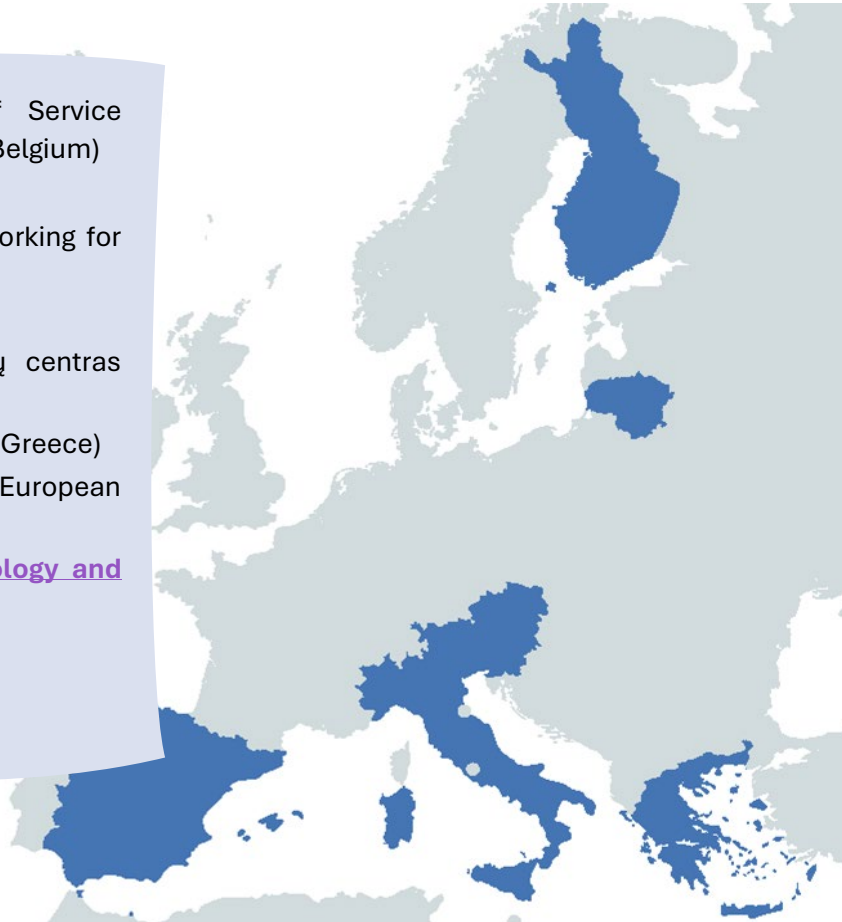 Service
Belgium)
orking for
centras
Greece)
European
ology and